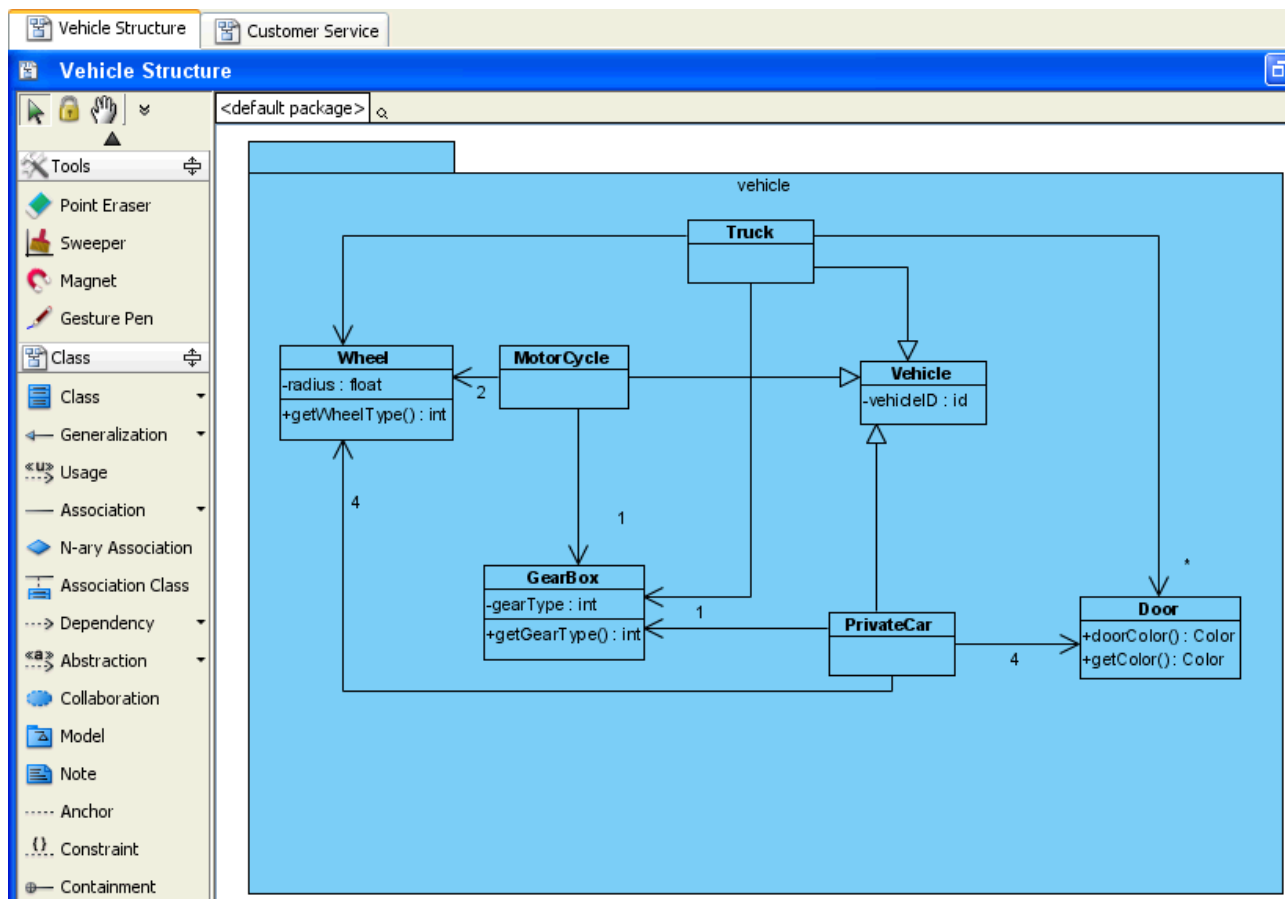 Vehicle Structure
Customer Service
Vehicle Structure
<default package>
Tools
Point Eraser
Sweeper
Magnet
Gesture Pen
Class
Class
Generalization
«u»
Usage
Association
N-ary Association
Association Class
Dependency
«a»
Abstraction
Collaboration
Model
Note
Anchor
{}
Constraint
Containment
vehicle
Truck
Wheel
-radius : float
+getWheelType() : int
2
MotorCycle
Vehicle
-vehicleID : id
4
1
GearBox
-gearType : int
+getGearType() : int
1
PrivateCar
4
*
Door
+doorColor() : Color
+getColor() : Color